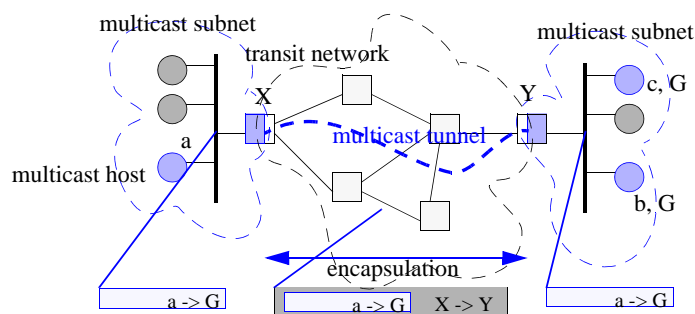 multicast subnet
multieast subnet
transit network
X
Y
c, G
a
multicast tunnel
multicast host
b, G
encapsulation
a -> G
a -> G
X -> Y
a -> G